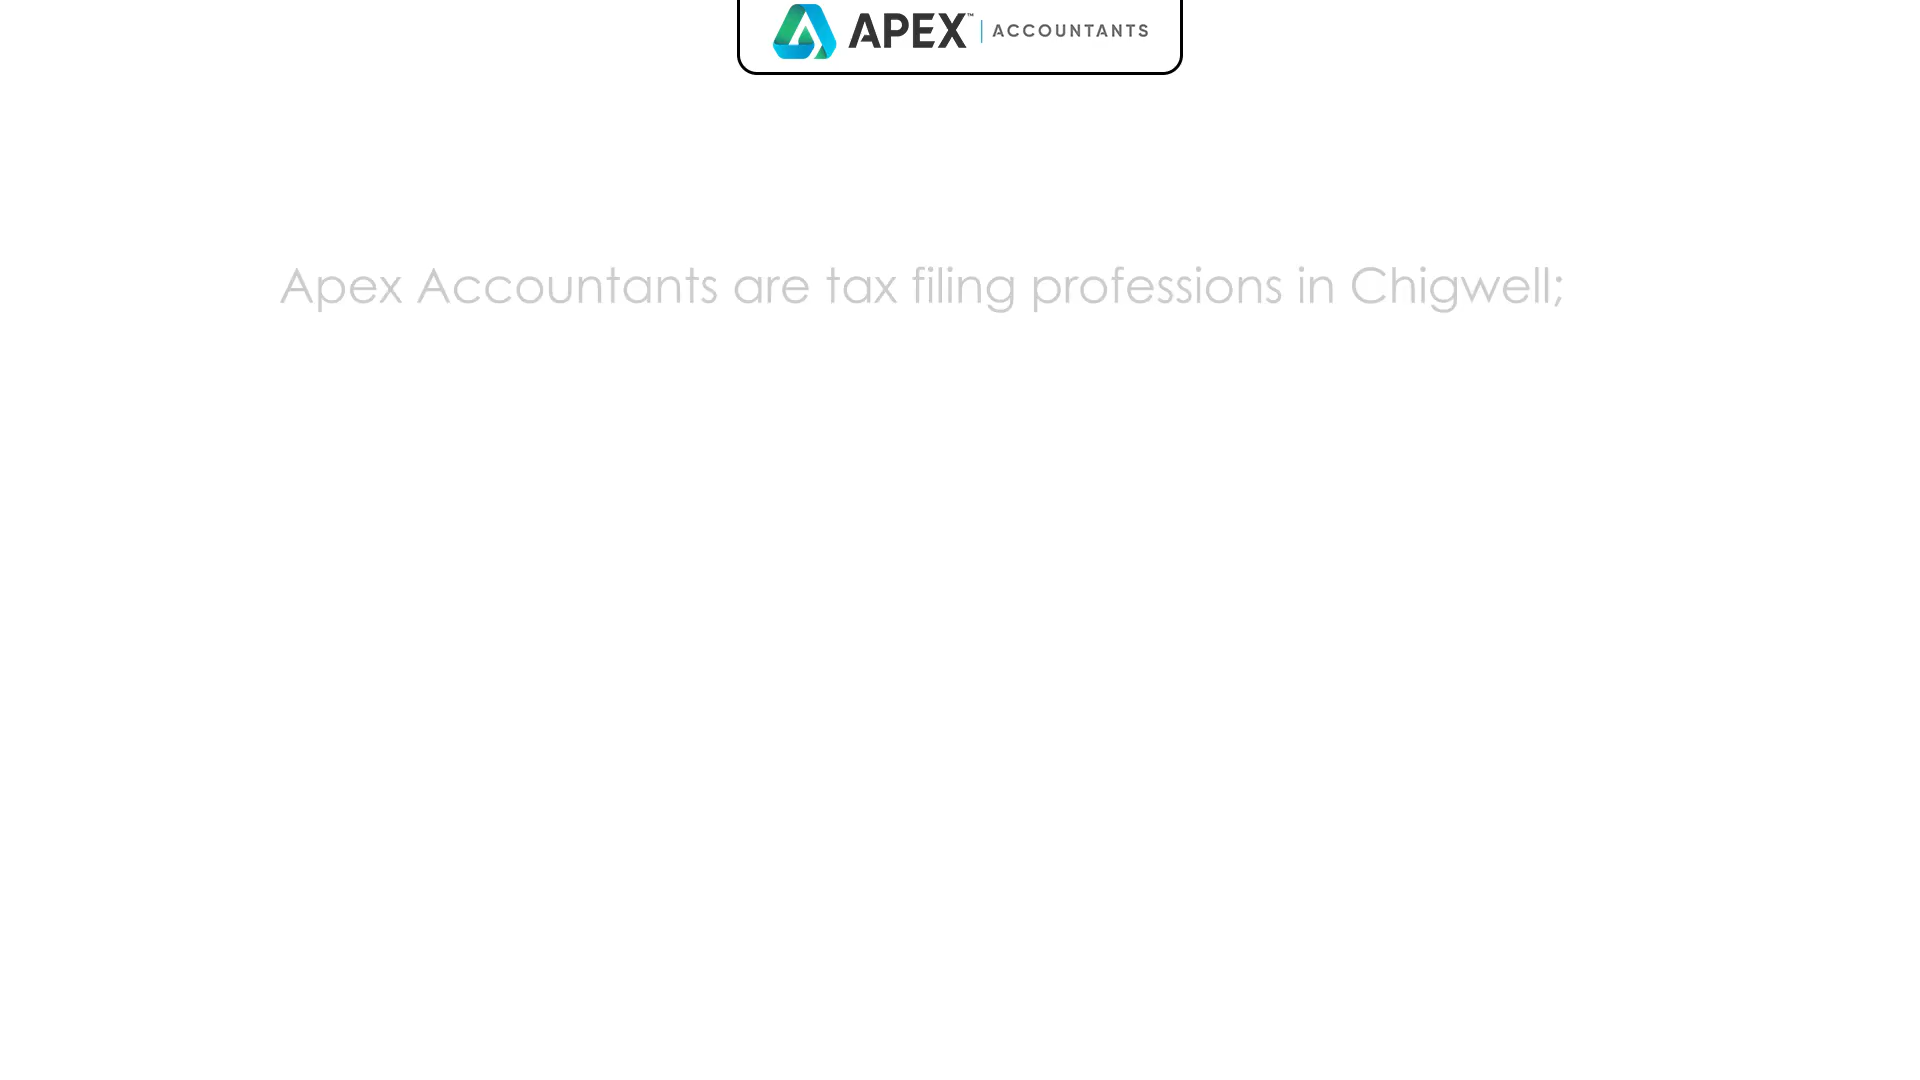 APEX™ | ACCOUNTANTS
Apex Accountants are tax filing professions in Chigwell;